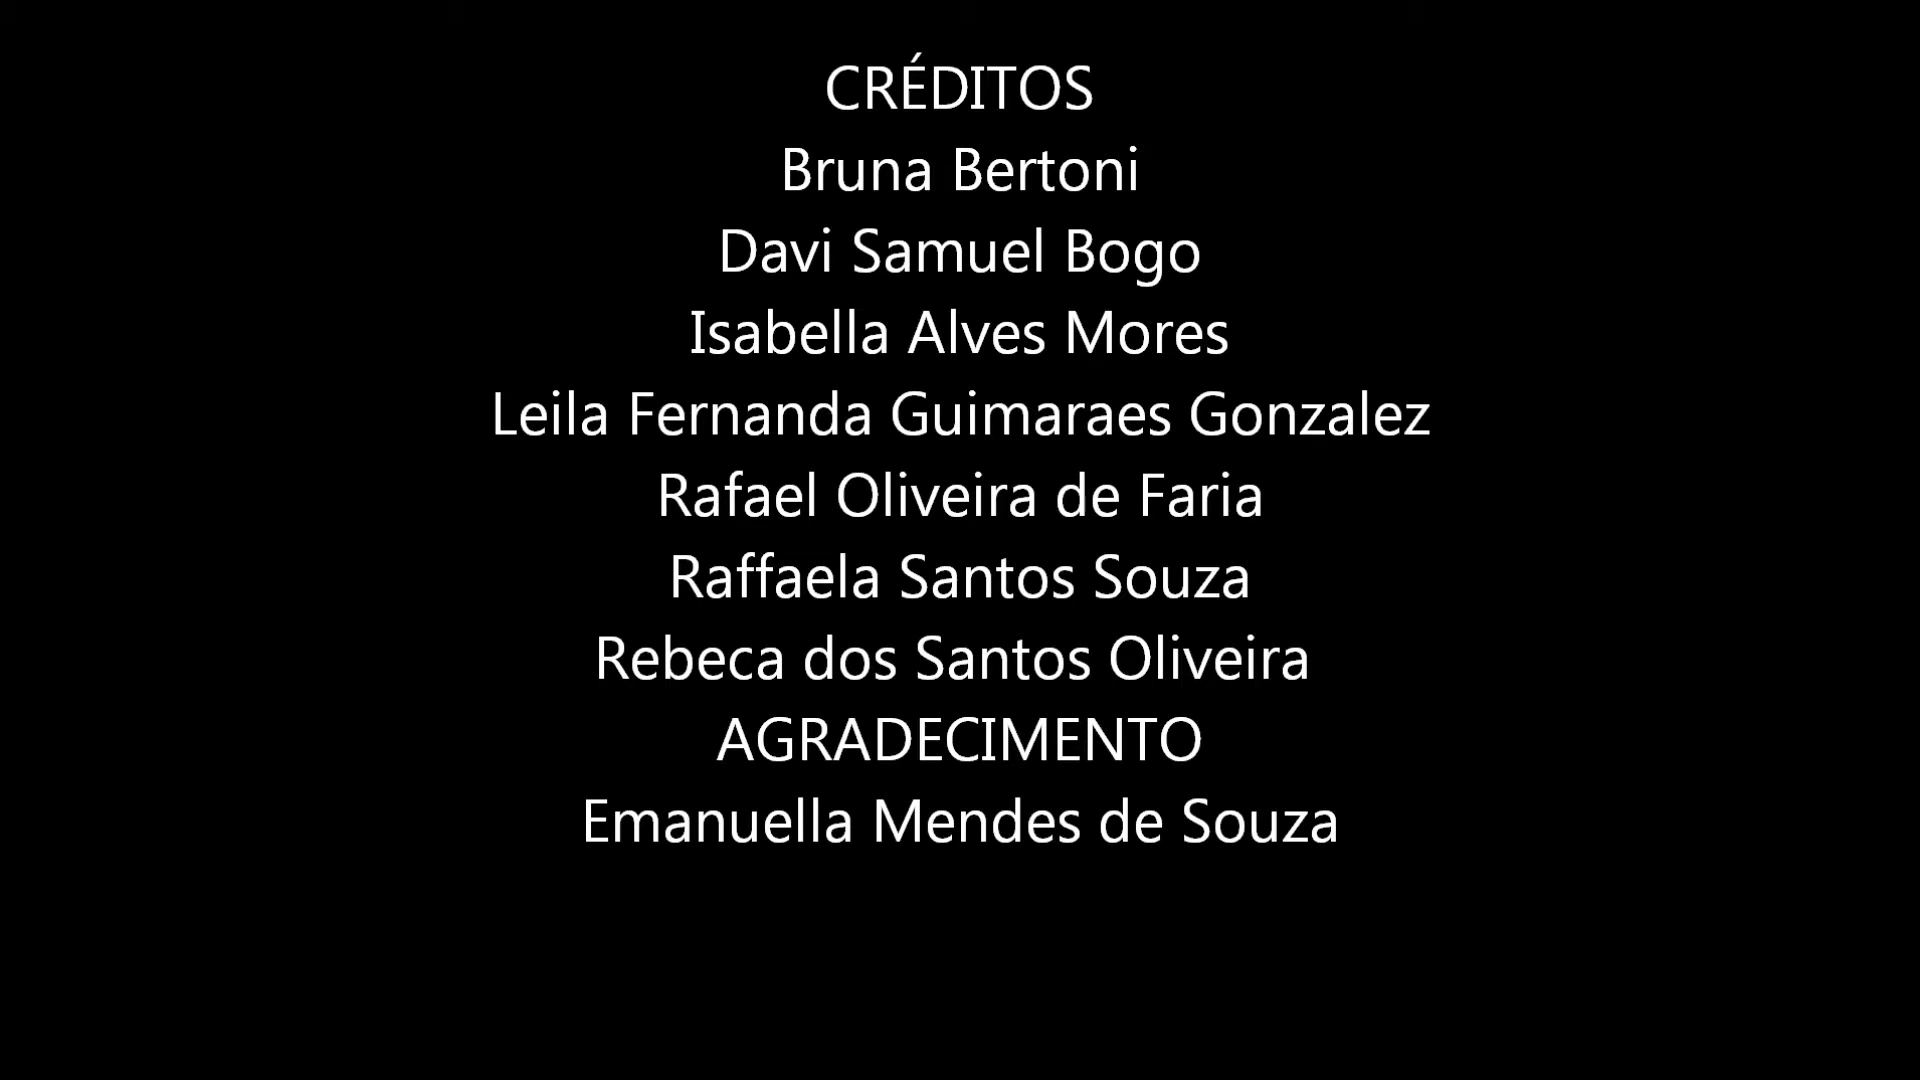 CRÉDITOS
Bruna Bertoni
Davi Samuel Bogo
Isabella Alves Mores
Leila Fernanda Guimaraes Gonzalez
Rafael Oliveira de Faria
Raffaela Santos Souza
Rebeca dos Santos Oliveira
AGRADECIMENTO
Emanuella Mendes de Souza